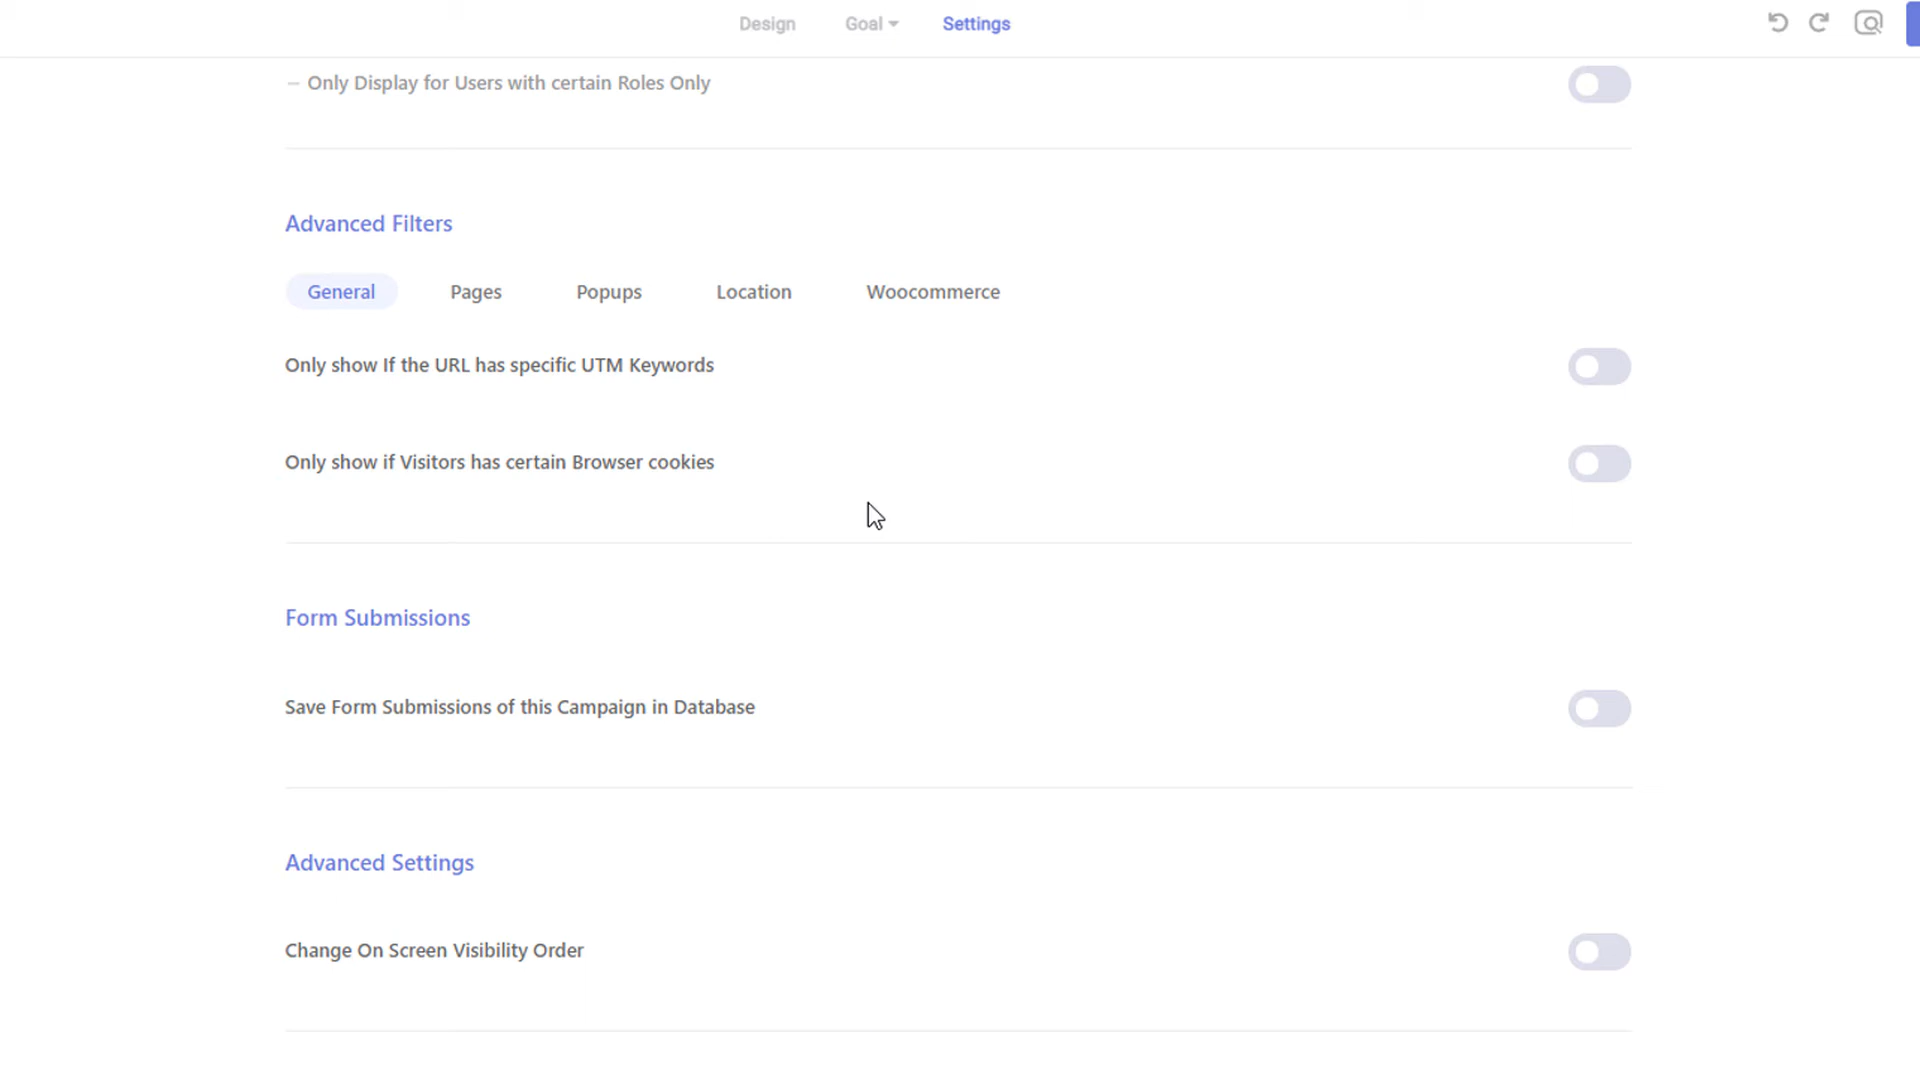 Design Goal Settings
– Only Display for Users with certain Roles Only
Advanced Filters
General Pages Popups Location Woocommerce
Only show If the URL has specific UTM Keywords
Only show if Visitors has certain Browser cookies
Form Submissions
Save Form Submissions of this Campaign in Database
Advanced Settings
Change On Screen Visibility Order